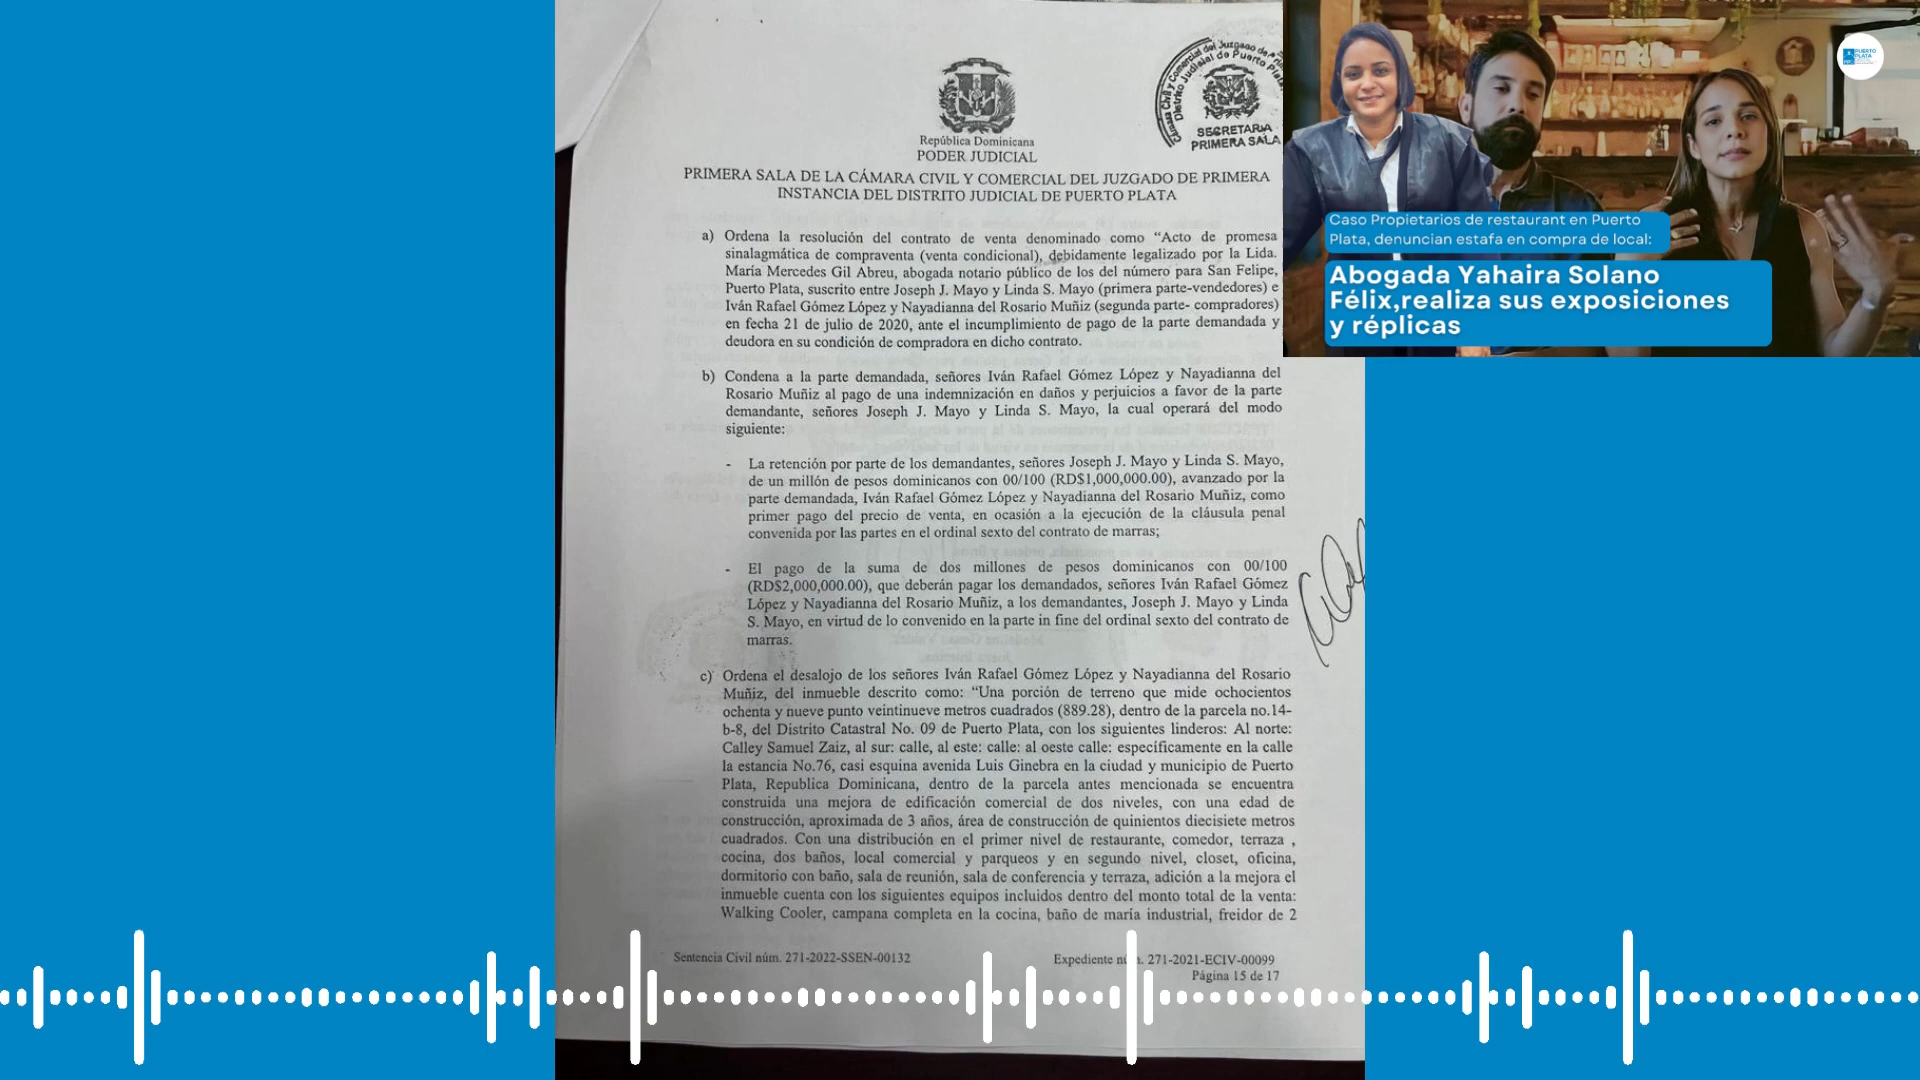 República Dominicana
PODER JUDICIAL
PRIMERA SALA DE LA CÁMARA CIVIL Y COMERCIAL DEL JUZGADO DE PRIMERA
INSTANCIA DEL DISTRITO JUDICIAL DE PUERTO PLATA
SECRETARIA
PRIMERA SALA
a) Ordena la resolución del contrato de venta denominado como “Acto de promesa
sinalagmática de compraventa (venta condicional), debidamente legalizado por la Lida.
María Mercedes Gil Abreu, abogada notario público de los del número para San Felipe,
Puerto Plata, suscrito entre Joseph J. Mayo y Linda S. Mayo (primera parte-vendedores) e
Iván Rafael Gómez López y Nayadianna del Rosario Muñiz (segunda parte- compradores)
en fecha 21 de julio de 2020, ante el incumplimiento de pago de la parte demandada y
deudora en su condición de compradora en dicho contrato.
b) Condena a la parte demandada, señores Iván Rafael Gómez López y Nayadianna del
Rosario Muñiz al pago de una indemnización en daños y perjuicios a favor de la parte
demandante, señores Joseph J. Mayo y Linda S. Mayo, la cual operará del modo
siguiente:
- La retención por parte de los demandantes, señores Joseph J. Mayo y Linda S. Mayo,
de un millón de pesos dominicanos con 00/100 (RD$1,000,000.00), avanzado por la
parte demandada, Iván Rafael Gómez López y Nayadianna del Rosario Muñiz, como
primer pago del precio de venta, en ocasión a la ejecución de la cláusula penal
convenida por las partes en el ordinal sexto del contrato de marras;
- El pago de la suma de dos millones de pesos dominicanos con 00/100
(RD$2,000,000.00), que deberán pagar los demandados, señores Iván Rafael Gómez
López y Nayadianna del Rosario Muñiz, a los demandantes, Joseph J. Mayo y Linda
S. Mayo, en virtud de lo convenido en la parte in fine del ordinal sexto del contrato de
marras.
c) Ordena el desalojo de los señores Iván Rafael Gómez López y Nayadianna del Rosario
Muñiz, del inmueble descrito como: “Una porción de terreno que mide ochocientos
ochenta y nueve punto veintinueve metros cuadrados (889.28), dentro de la parcela no.14-
b-8, del Distrito Catastral No. 09 de Puerto Plata, con los siguientes linderos: Al norte:
Calley Samuel Zaiz, al sur: calle, al este: calle: al oeste calle: específicamente en la calle
la estancia No.76, casi esquina avenida Luis Ginebra en la ciudad y municipio de Puerto
Plata, Republica Dominicana, dentro de la parcela antes mencionada se encuentra
construida una mejora de edificación comercial de dos niveles, con una edad de
construcción, aproximada de 3 años, área de construcción de quinientos diecisiete metros
cuadrados. Con una distribución en el primer nivel de restaurante, comedor, terraza ,
cocina, dos baños, local comercial y parqueos y en segundo nivel, closet, oficina,
dormitorio con baño, sala de reunión, sala de conferencia y terraza, adición a la mejora el
inmueble cuenta con los siguientes equipos incluidos dentro del monto total de la venta:
Walking Cooler, campana completa en la cocina, baño de maría industrial, freidor de 2
Sentencia Civil núm. 271-2022-SSEN-00132
Expediente 271-2021-ECIV-00099
Página 15 de 17
PUERTO
PLATA
Caso Propietarios de restaurant en Puerto
Plata, denuncian estafa en compra de local:
Abogada Yahaira Solano
Félix,realiza sus exposiciones
y réplicas